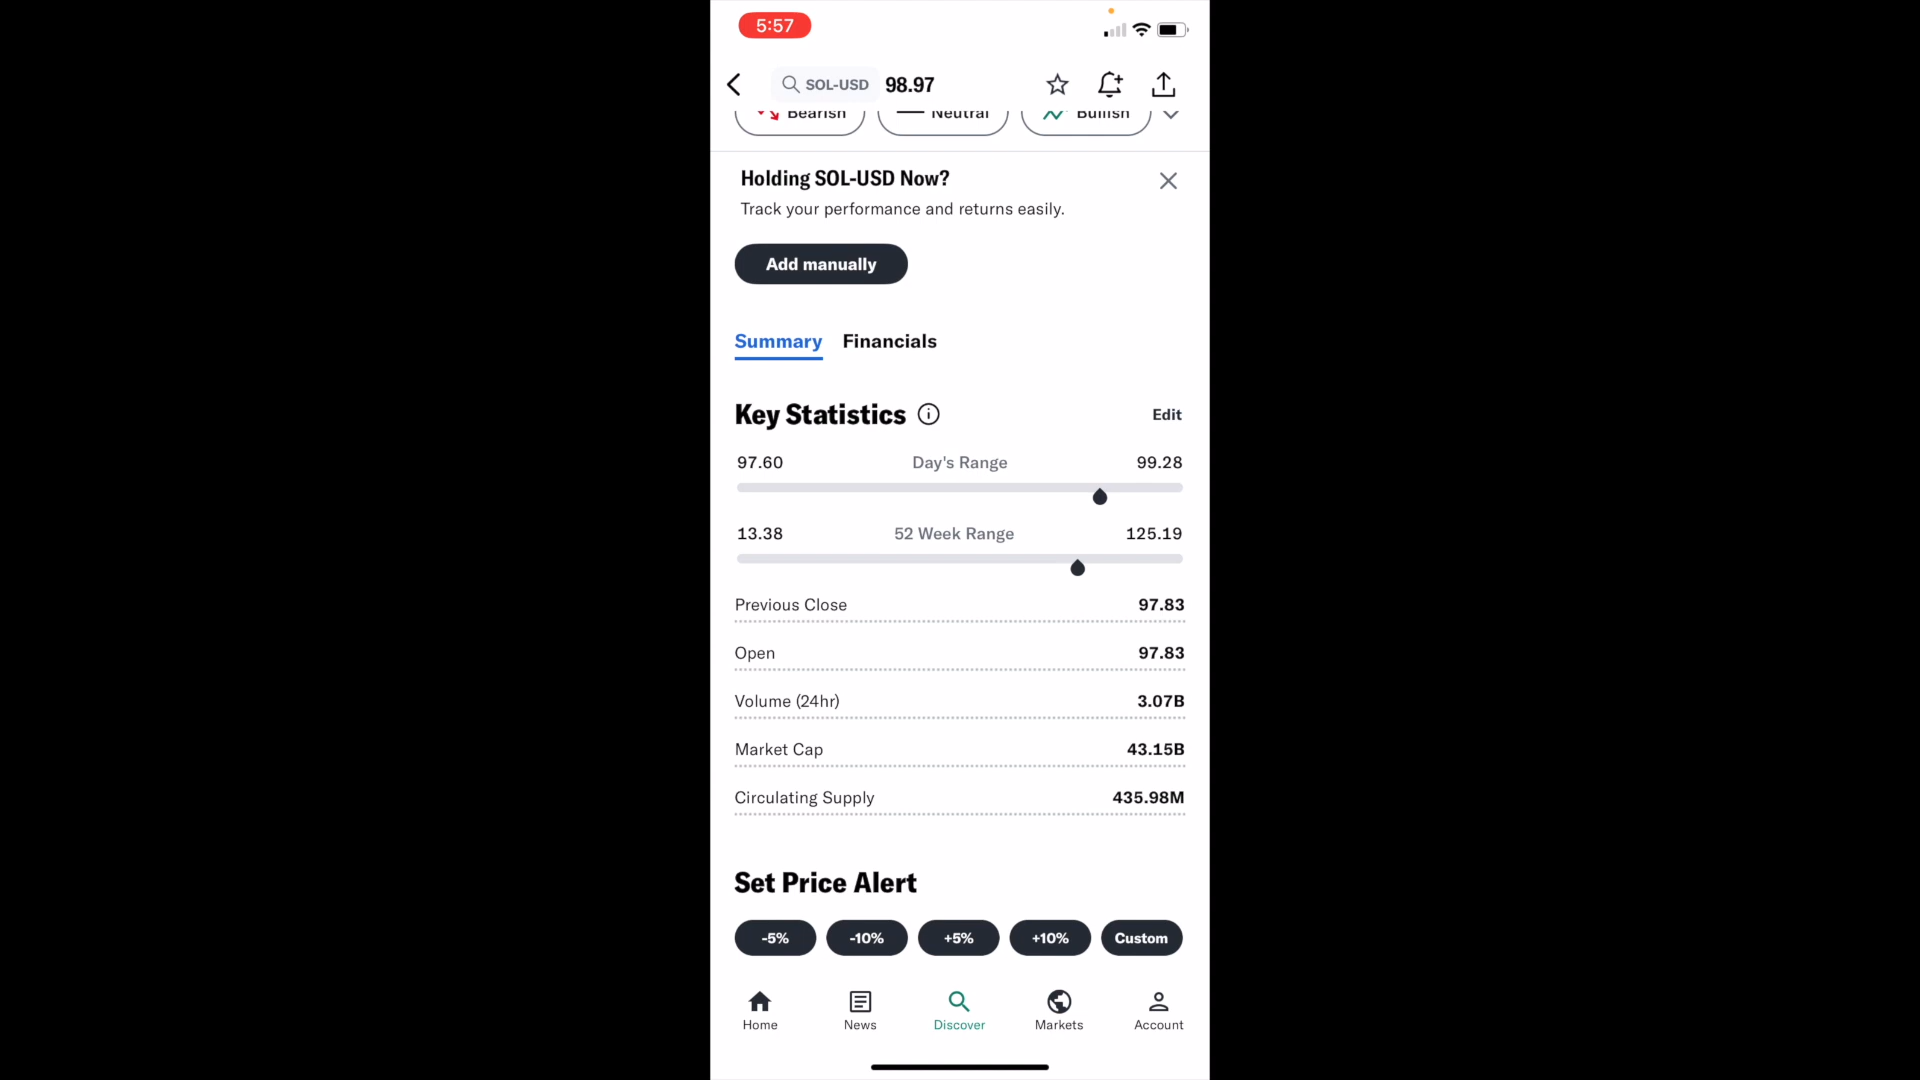 5:57
SOL-USD 98.97
Bearish Neutral Bullish
Holding SOL-USD Now?
Track your performance and returns easily.
Add manually
Summary Financials
Key Statistics Edit
97.60 Day's Range 99.28
13.38 52 Week Range 125.19
Previous Close 97.83
Open 97.83
Volume (24hr) 3.07B
Market Cap 43.15B
Circulating Supply 435.98M
Set Price Alert
-5% -10% +5% +10% Custom
Home News Discover Markets Account